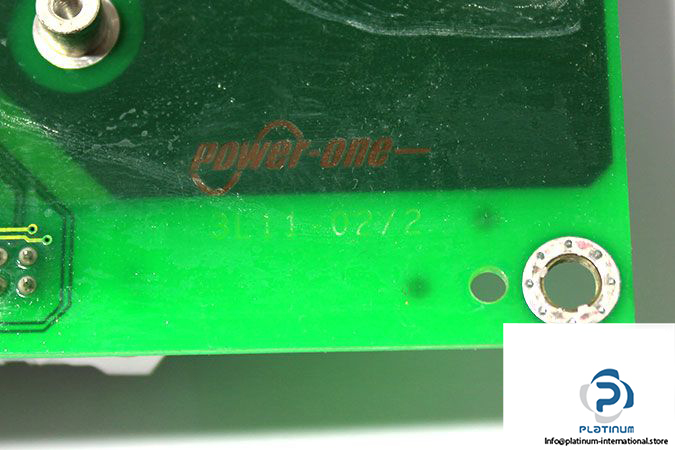 power-one
3L11-02/2
PLATINUM
Info@platinum-international.store